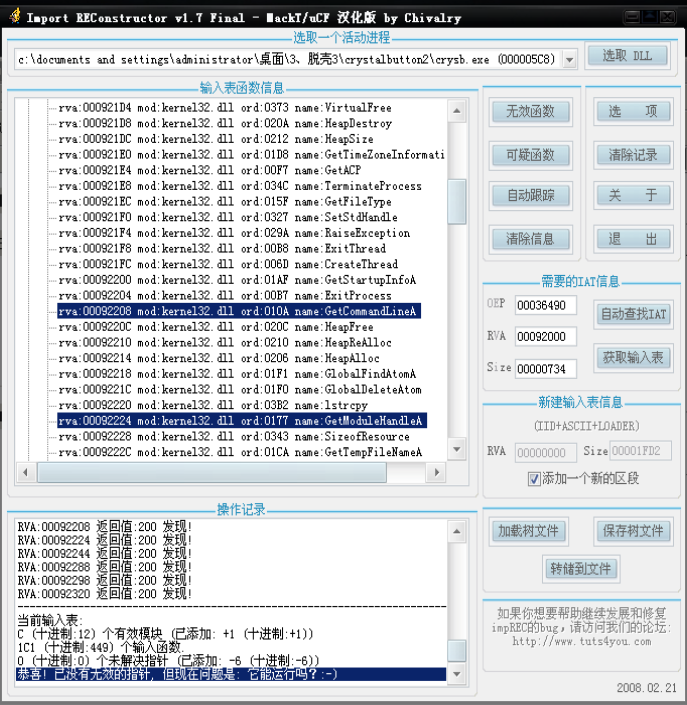 Import REConstructor v1.7 Final - MackT/uCF 汉化版 by Chivalry
选取一个活动进程
c:\documents and settings\administrator\桌面\3、脱壳3\crystalbutton2\crysb.exe (000005C8)
选取 DLL
输入表函数信息
rva:000921D4 mod:kernel32.dll ord:0373 name:VirtualFree
rva:000921D8 mod:kernel32.dll ord:020A name:HeapDestroy
rva:000921DC mod:kernel32.dll ord:0212 name:HeapSize
rva:000921E0 mod:kernel32.dll ord:01D8 name:GetTimeZoneInformati
rva:000921E4 mod:kernel32.dll ord:00F7 name:GetACP
rva:000921E8 mod:kernel32.dll ord:034C name:TerminateProcess
rva:000921EC mod:kernel32.dll ord:015F name:GetFileType
rva:000921F0 mod:kernel32.dll ord:0327 name:SetStdHandle
rva:000921F4 mod:kernel32.dll ord:029A name:RaiseException
rva:000921F8 mod:kernel32.dll ord:00B8 name:ExitThread
rva:000921FC mod:kernel32.dll ord:006D name:CreateThread
rva:00092200 mod:kernel32.dll ord:01AF name:GetStartupInfoA
rva:00092204 mod:kernel32.dll ord:00B7 name:ExitProcess
rva:00092208 mod:kernel32.dll ord:010A name:GetCommandLineA
rva:0009220C mod:kernel32.dll ord:020C name:HeapFree
rva:00092210 mod:kernel32.dll ord:0210 name:HeapReAlloc
rva:00092214 mod:kernel32.dll ord:0206 name:HeapAlloc
rva:00092218 mod:kernel32.dll ord:01F1 name:GlobalFindAtomA
rva:0009221C mod:kernel32.dll ord:01F0 name:GlobalDeleteAtom
rva:00092220 mod:kernel32.dll ord:03B2 name:lstrcpy
rva:00092224 mod:kernel32.dll ord:0177 name:GetModuleHandleA
rva:00092228 mod:kernel32.dll ord:0343 name:SizeofResource
rva:0009222C mod:kernel32.dll ord:01CA name:GetTempFileNameA
无效函数
选 项
可疑函数
清除记录
自动跟踪
关 于
清除信息
退 出
需要的IAT信息
OEP 00036490
自动查找IAT
RVA 00092000
Size 00000734
获取输入表
新建输入表信息
(IID+ASCII+LOADER)
RVA 00000000 Size 00001FD2
添加一个新的区段
操作记录
RVA:00092208 返回值:200 发现!
RVA:00092224 返回值:200 发现!
RVA:00092244 返回值:200 发现!
RVA:00092288 返回值:200 发现!
RVA:00092298 返回值:200 发现!
RVA:00092320 返回值:200 发现!
当前输入表:
C (十进制:12) 个有效模块 (已添加: +1 (十进制:+1))
1C1 (十进制:449) 个输入函数.
0 (十进制:0) 个未解决指针 (已添加: -6 (十进制:-6))
恭喜! 已没有无效的指针, 但现在问题是: 它能运行吗? :-)
加载树文件
保存树文件
转储到文件
如果你想要帮助继续发展和修复
impREC的bug,请访问我们的论坛:
http://www.tuts4you.com
2008.02.21